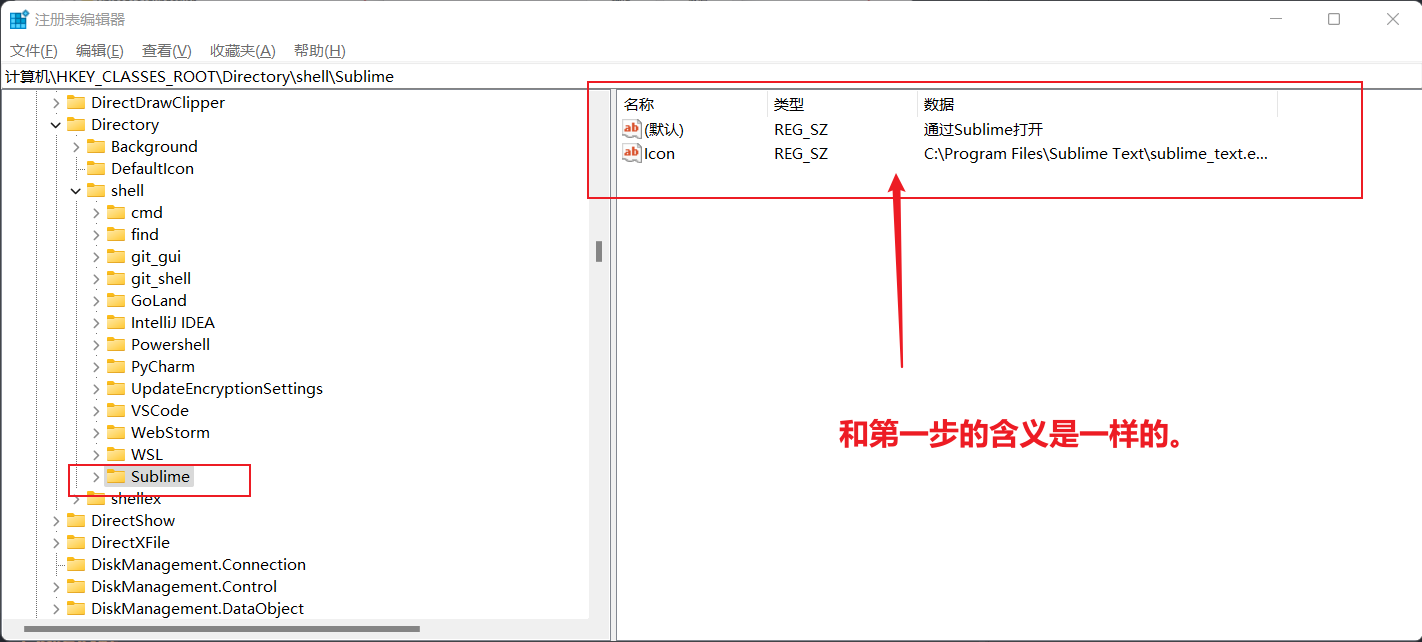 注册表编辑器
文件(F) 编辑(E) 查看(V) 收藏夹(A) 帮助(H)
计算机\HKEY_CLASSES_ROOT\Directory\shell\Sublime
DirectDrawClipper
Directory
Background
DefaultIcon
shell
cmd
find
git_gui
git_shell
GoLand
IntelliJ IDEA
Powershell
PyCharm
UpdateEncryptionSettings
VSCode
WebStorm
WSL
Sublime
shellex
DirectShow
DirectXFile
DiskManagement.Connection
DiskManagement.Control
DiskManagement.DataObject
名称 类型 数据
ab (默认) REG_SZ 通过Sublime打开
ab Icon REG_SZ C:\Program Files\Sublime Text\sublime_text.e...
和第一步的含义是一样的。